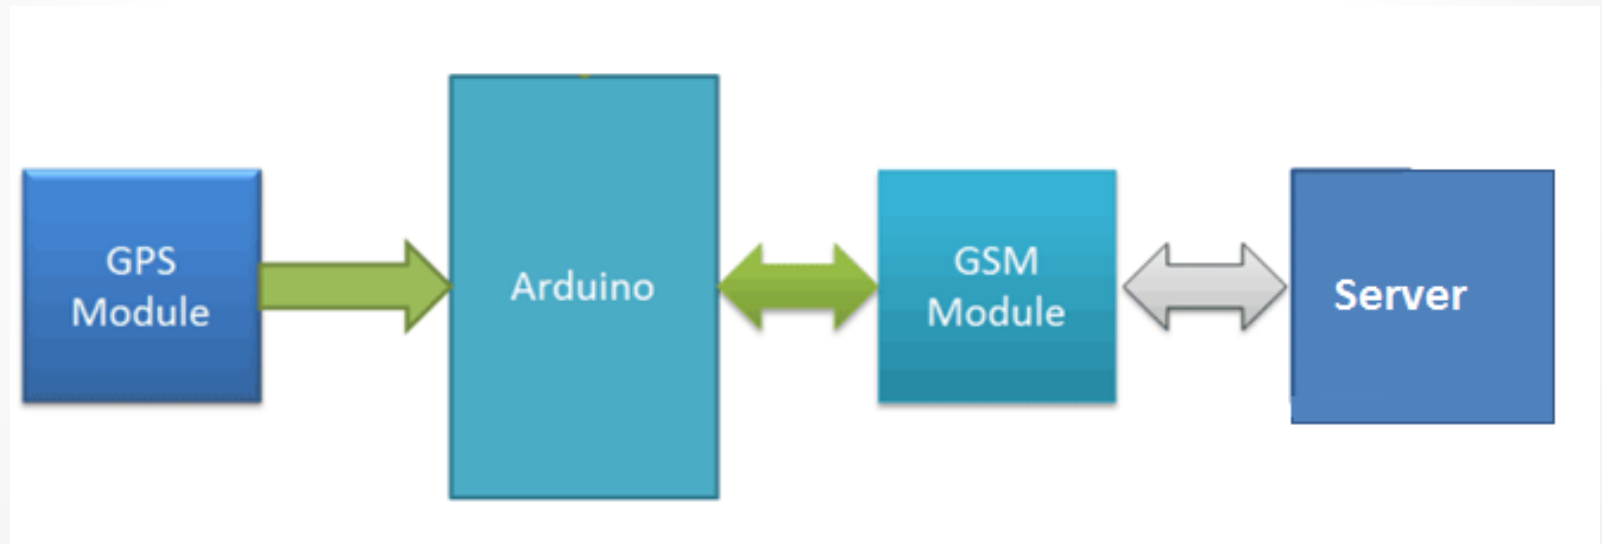 GPS
Module
Arduino
GSM
Module
Server